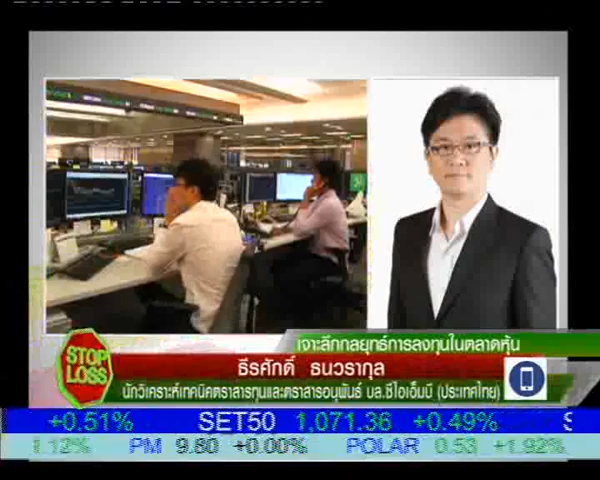 เจาะลึกกลยุทธ์การลงทุนในตลาดหุ้น
STOP LOSS
ธีรศักดิ์ ธนวรากุล
นักวิเคราะห์เทคนิคตราสารทุนและตราสารอนุพันธ์ บล.ซีไอเอ็มบี (ประเทศไทย)
+0.51% SET50 1,071.36 +0.49% S
1.12% PM 9.80 +0.00% POLAR 0.53 +1.92%